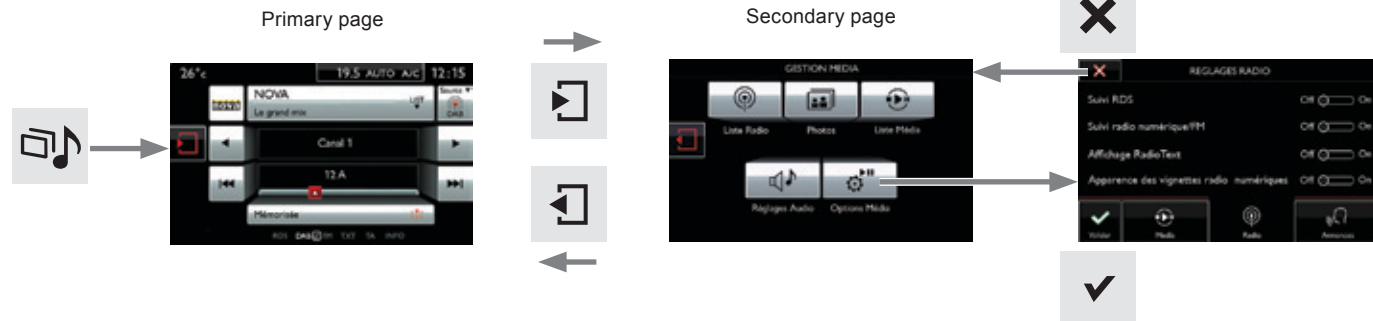 Primary page
Secondary page
26°c
19.5 AUTO A/C
12:15
NOVA
LIST
Source
Le grand mix
DAB
Canal 1
12 A
Mémorisée
RDS DAB FM TXT TA INFO
GESTION MEDIA
Liste Radio
Photos
Liste Média
Réglages Audio
Options Média
REGLAGES RADIO
Suivi RDS Off On
Suivi radio numérique/FM Off On
Affichage RadioText Off On
Apparence des vignettes radio numériques Off On
Valider
Media
Radio
Annonces